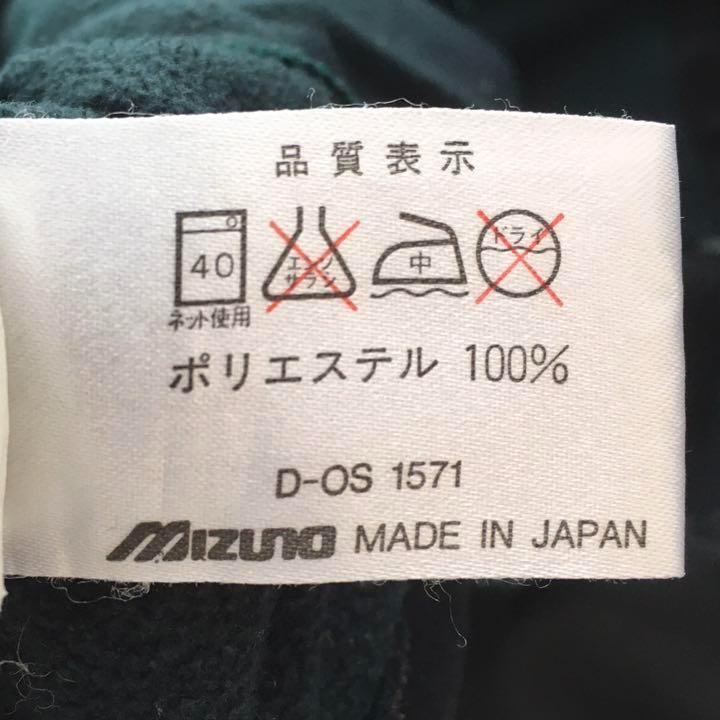 品質表示
40 エンソ サラシ 中 ドライ
ネット使用
ポリエステル 100%
D-OS 1571
MIZUNO MADE IN JAPAN